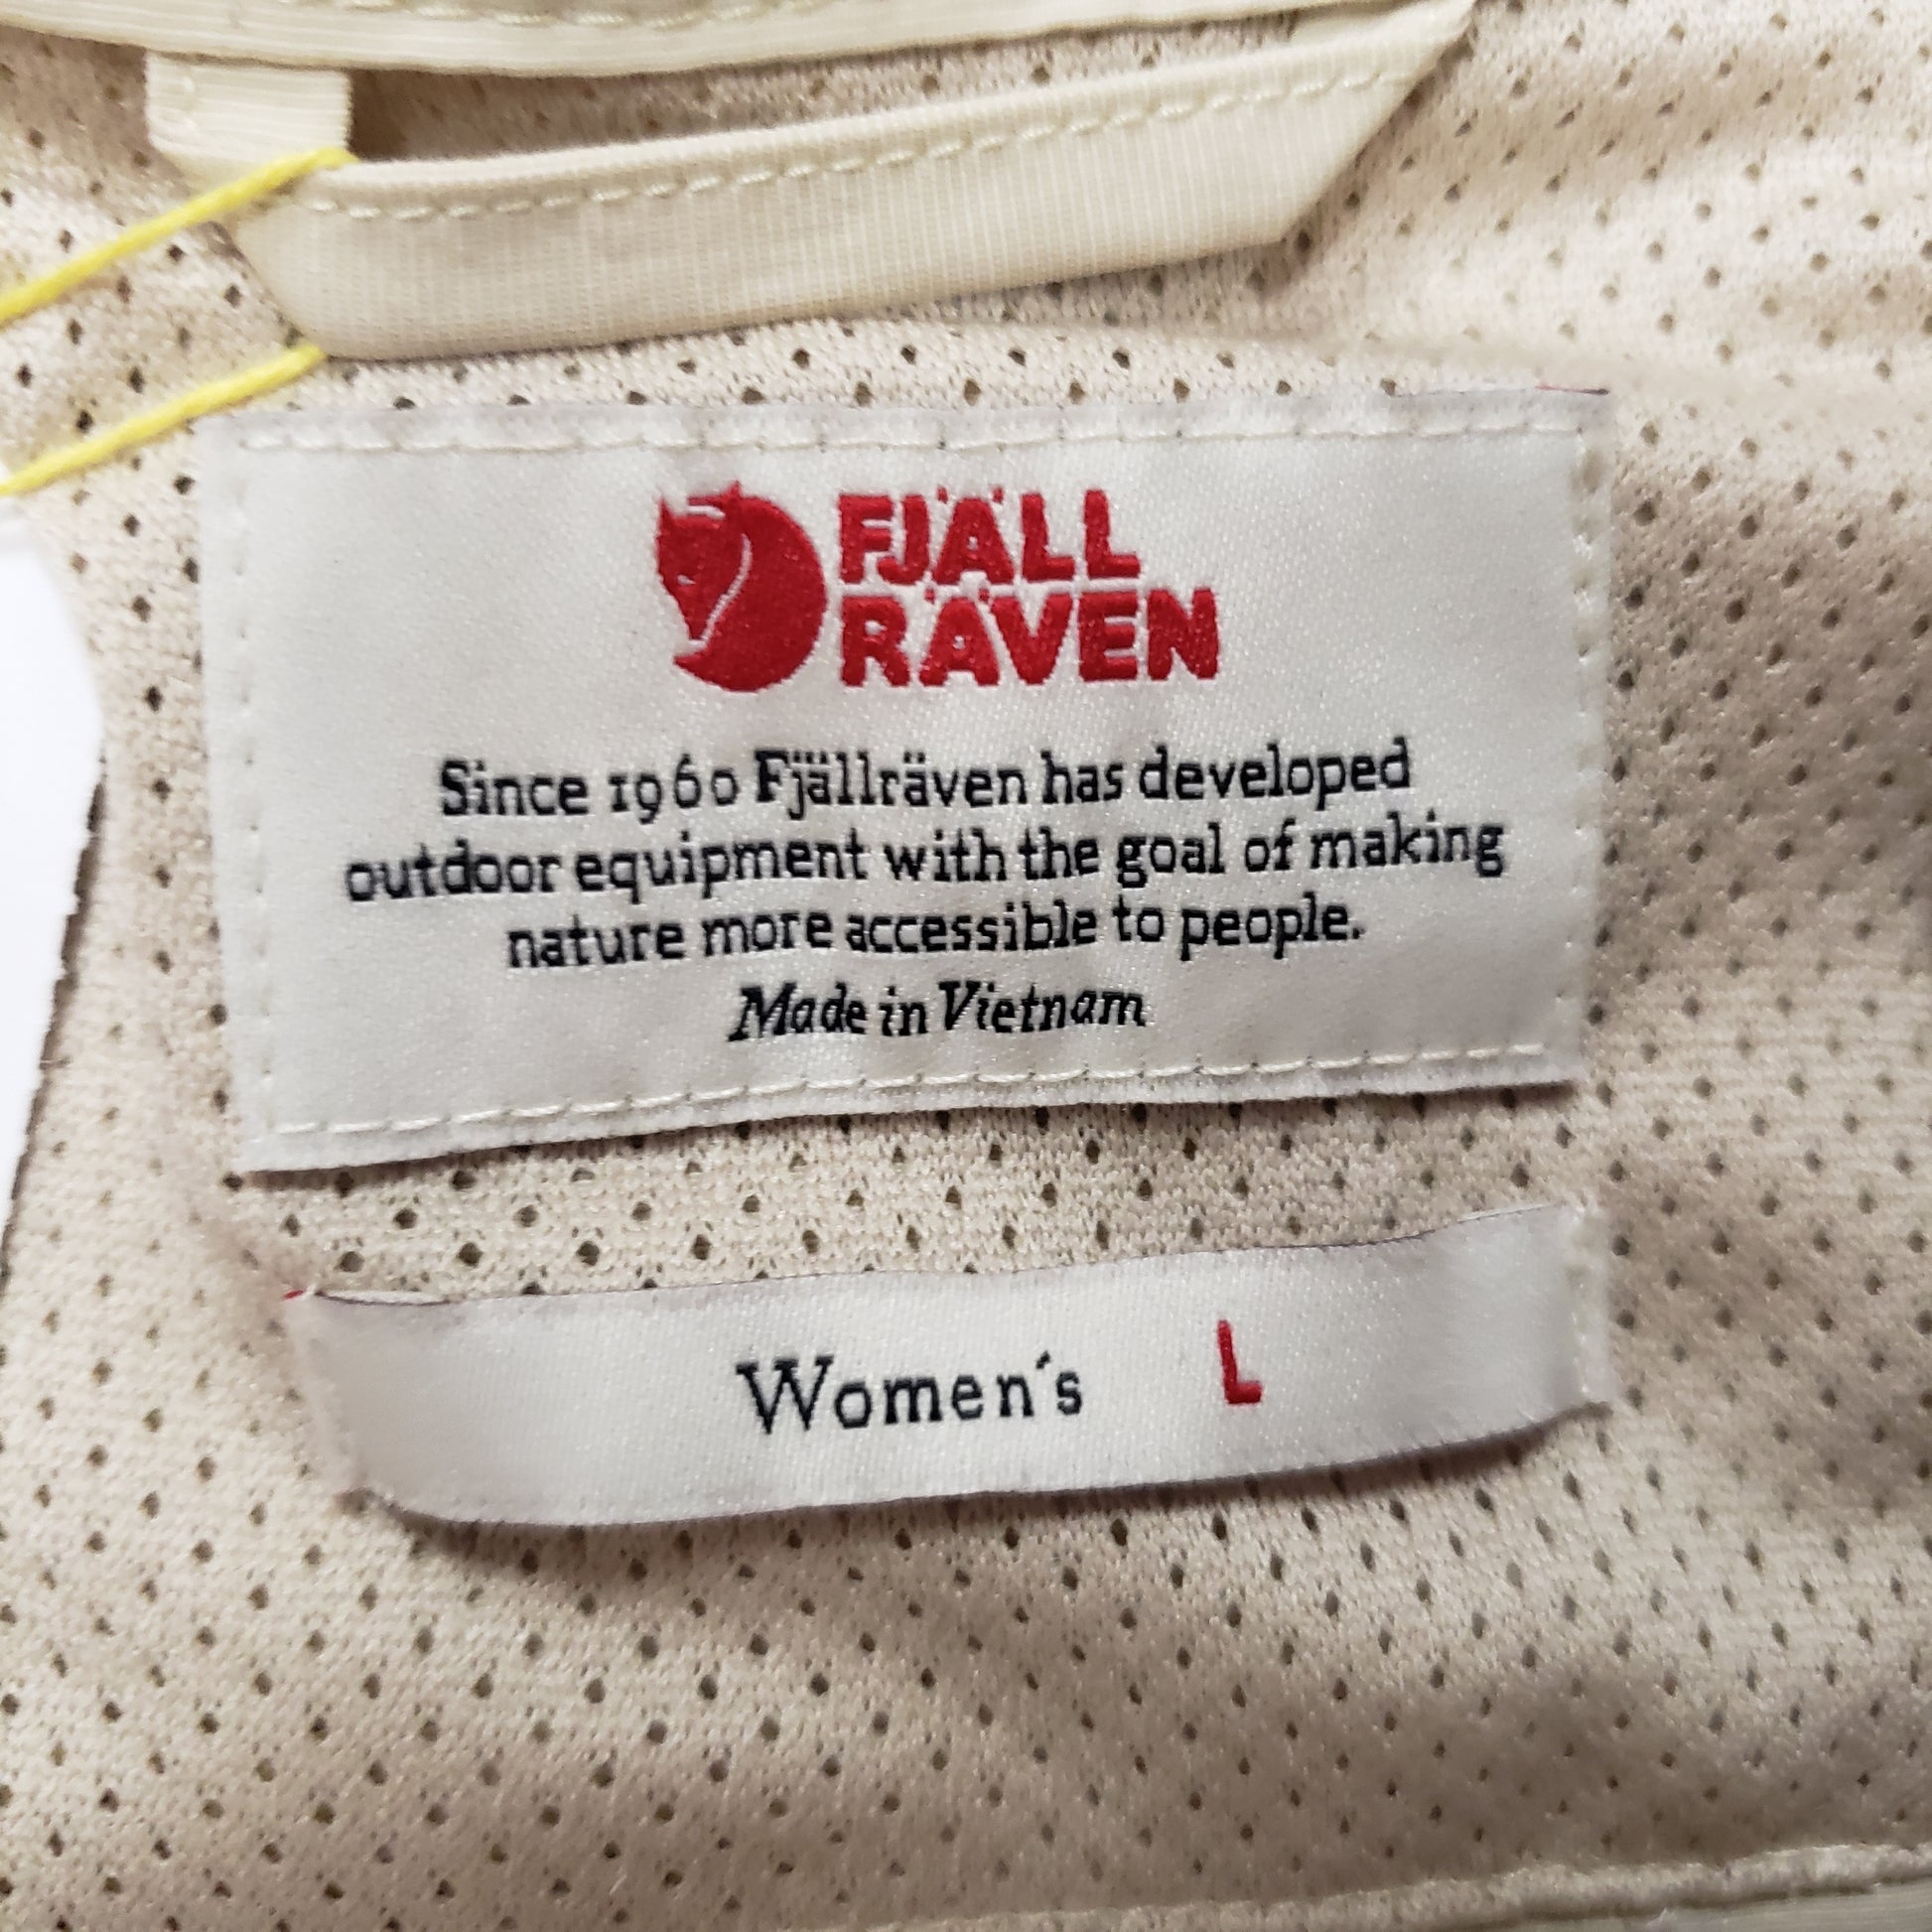 FJÄLL
RÄVEN
Since 1960 Fjällräven has developed
outdoor equipment with the goal of making
nature more accessible to people.
Made in Vietnam
Women´s L